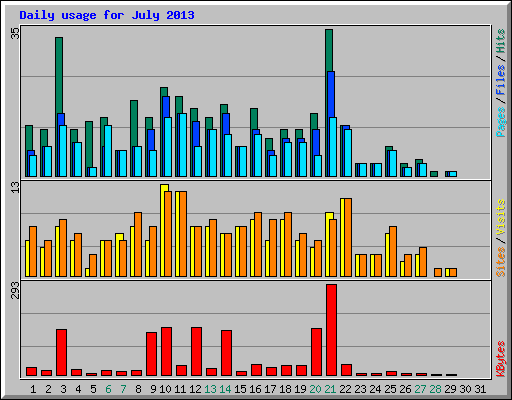 Daily usage for July 2013
35
Pages / Files / Hits
13
Sites / Visits
293
KBytes
1 2 3 4 5 6 7 8 9 10 11 12 13 14 15 16 17 18 19 20 21 22 23 24 25 26 27 28 29 30 31